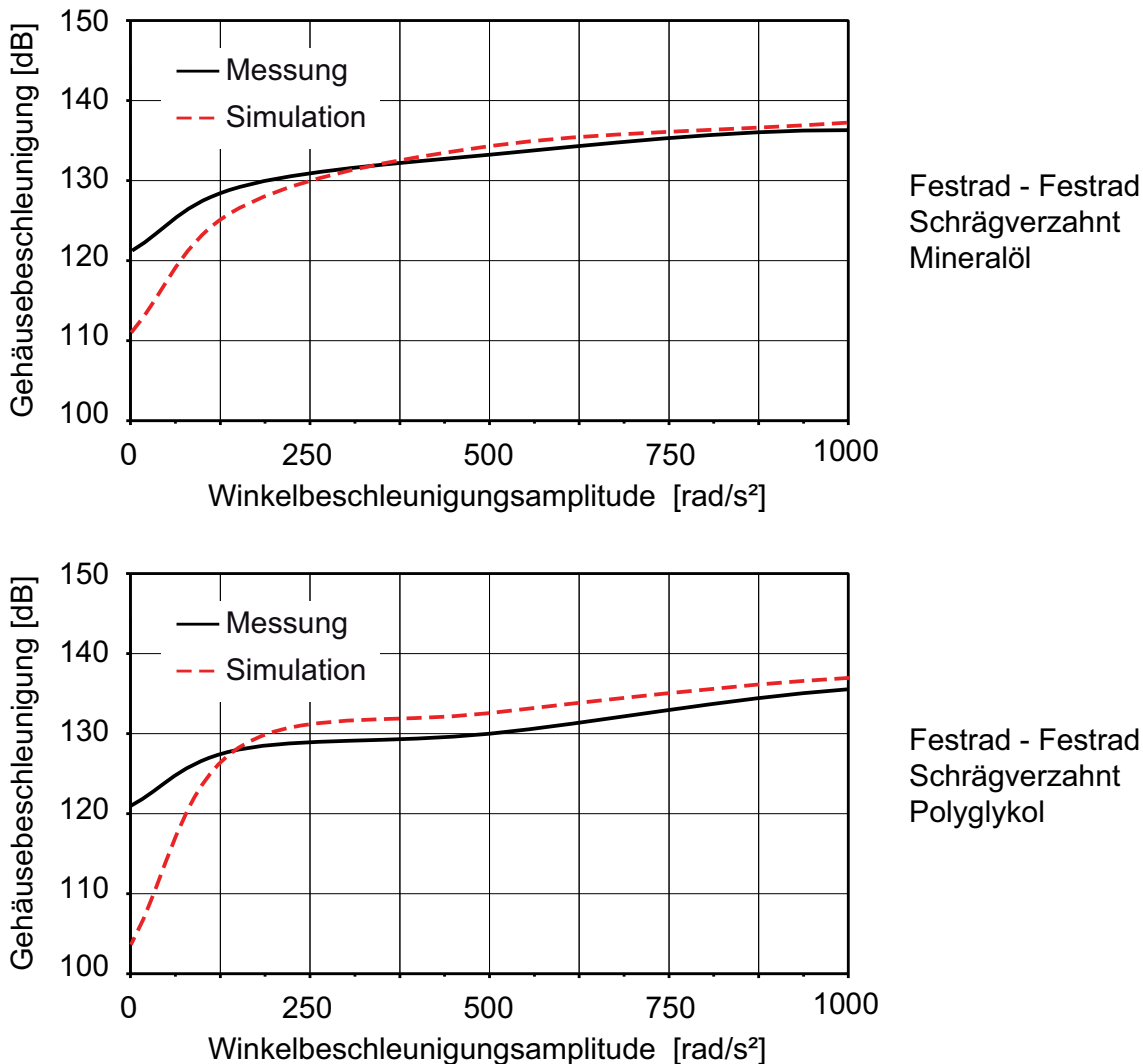 Gehäusebeschleunigung [dB]
150
140
130
120
110
100
Messung
Simulation
0
250
500
750
1000
Winkelbeschleunigungsamplitude [rad/s²]
Festrad - Festrad
Schrägverzahnt
Mineralöl
Gehäusebeschleunigung [dB]
150
140
130
120
110
100
Messung
Simulation
0
250
500
750
1000
Winkelbeschleunigungsamplitude [rad/s²]
Festrad - Festrad
Schrägverzahnt
Polyglykol